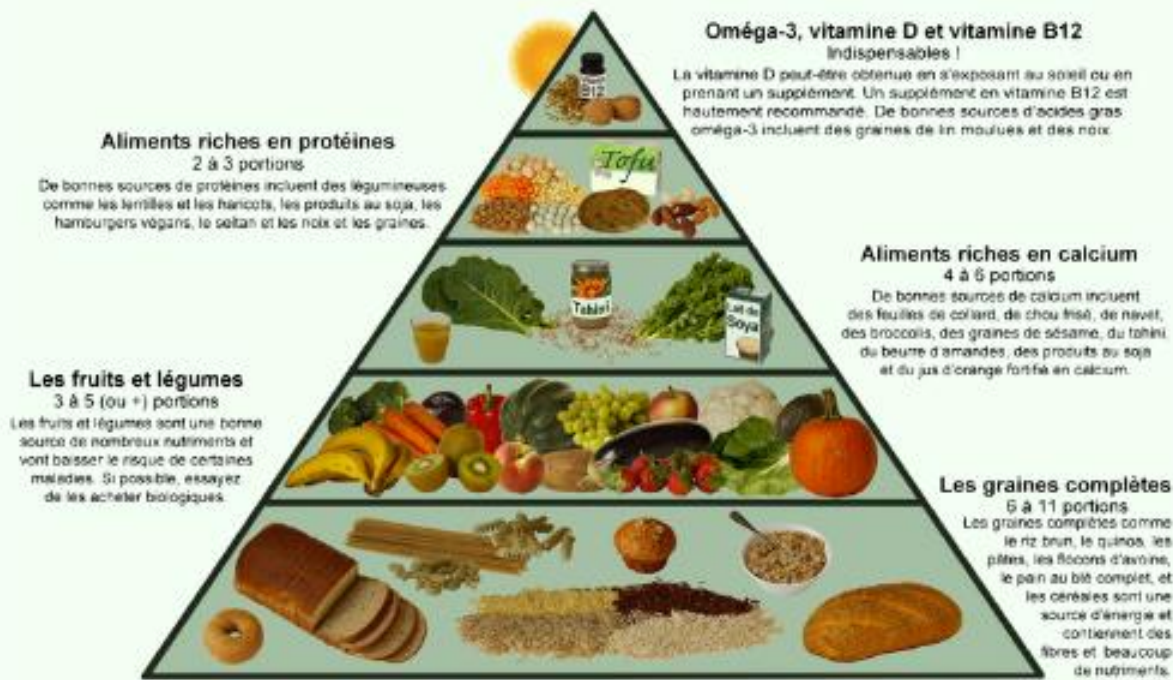 Oméga-3, vitamine D et vitamine B12
Indispensables !
La vitamine D peut-être obtenue en s'exposant au soleil ou en
prenant un supplément. Un supplément en vitamine B12 est
hautement recommandé. De bonnes sources d'acides gras
oméga-3 incluent des graines de lin moulues et des noix.
B12
Aliments riches en protéines
2 à 3 portions
De bonnes sources de protéines incluent des légumineuses
comme les lentilles et les haricots, les produits au soja, les
hamburgers végans, le seitan et les noix et les graines.
Tofu
Aliments riches en calcium
4 à 6 portions
De bonnes sources de calcium incluent
des feuilles de collard, de chou frisé, de navet,
des broccolis, des graines de sésame, du tahini,
du beurre d'amandes, des produits au soja
et du jus d'orange fortifié en calcium.
Tahini
Lait de
Soya
Les fruits et légumes
3 à 5 (ou +) portions
Les fruits et légumes sont une bonne
source de nombreux nutriments et
vont baisser le risque de certaines
maladies. Si possible, essayez
de les acheter biologiques.
Les graines complètes
6 à 11 portions
Les graines complètes comme
le riz brun, le quinoa, les
pâtes, les flocons d'avoine,
le pain au blé complet, et
les céréales sont une
source d'énergie et
contiennent des
fibres et beaucoup
de nutriments.